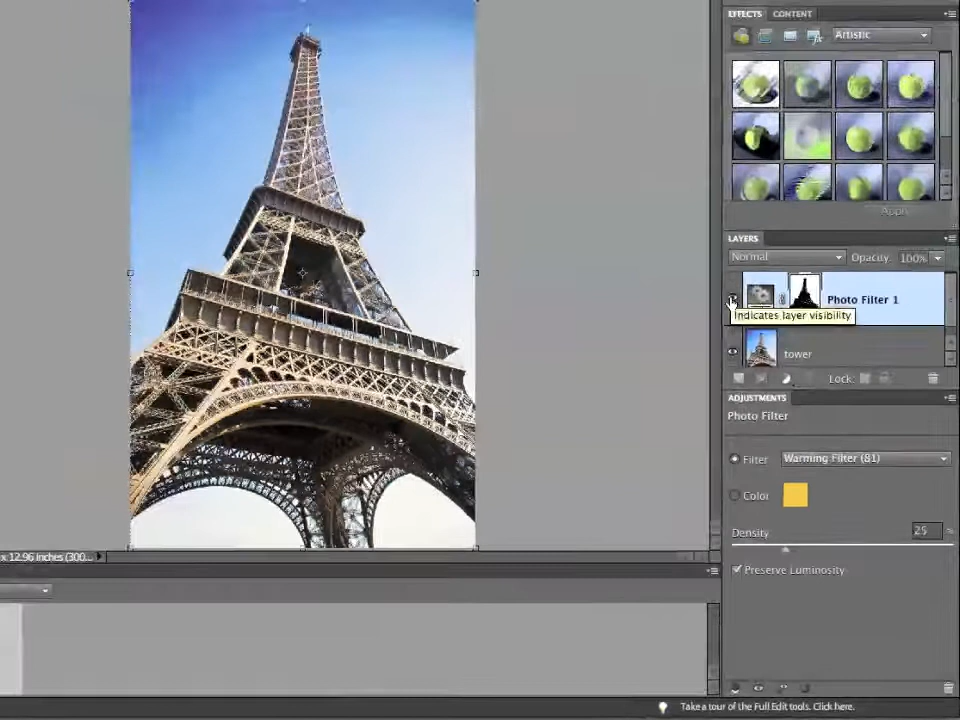 EFFECTS CONTENT
Artistic
Apply
LAYERS
Normal Opacity: 100%
Photo Filter 1
Indicates layer visibility
tower
Lock:
ADJUSTMENTS
Photo Filter
Filter Warming Filter (81)
Color
Density 25 %
x 12.96 inches (300...
Preserve Luminosity
Take a tour of the Full Edit tools. Click here.